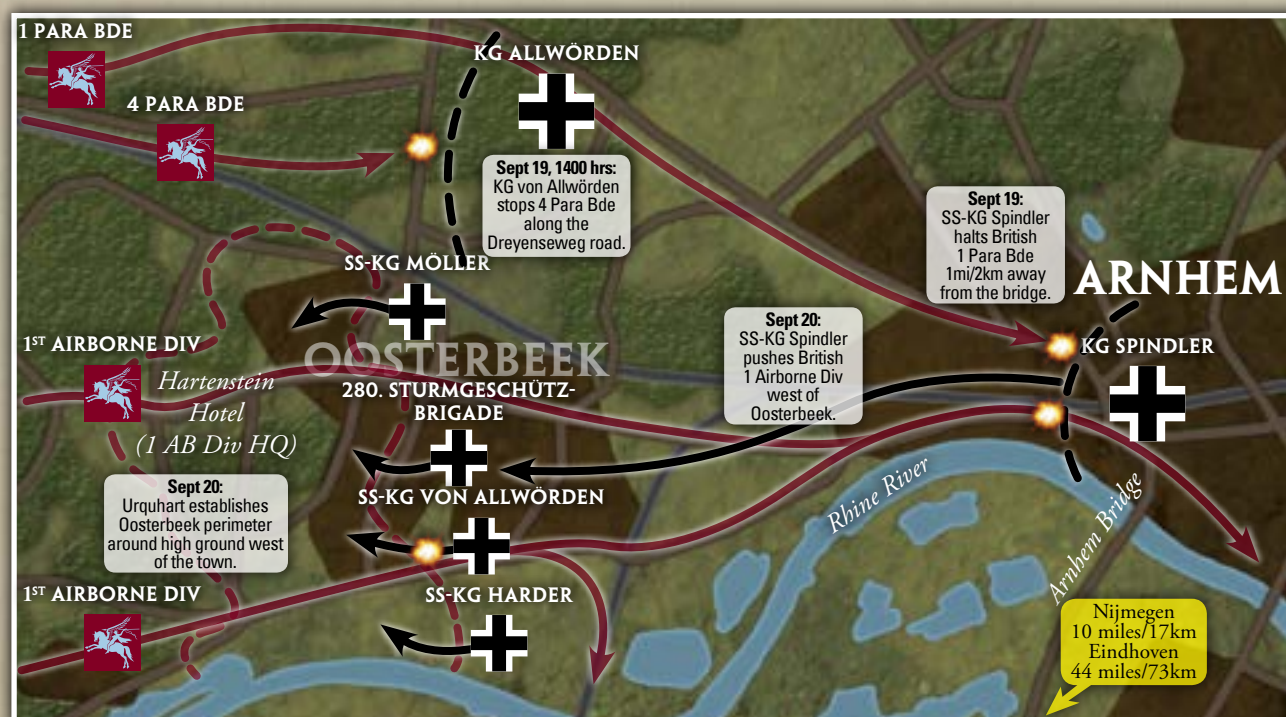 1 PARA BDE
KG ALLWÖRDEN
4 PARA BDE
Sept 19, 1400 hrs:
KG von Allwörden
stops 4 Para Bde
along the
Dreyenseweg road.
Sept 19:
SS-KG Spindler
halts British
1 Para Bde
1mi/2km away
from the bridge.
ARNHEM
SS-KG MÖLLER
Sept 20:
SS-KG Spindler
pushes British
1 Airborne Div
west of
Oosterbeek.
KG SPINDLER
1ST AIRBORNE DIV
OOSTERBEEK
Hartenstein
Hotel
(1 AB Div HQ)
280. STURMGESCHÜTZ-
BRIGADE
SS-KG VON ALLWÖRDEN
Rhine River
Arnhem Bridge
Sept 20:
Urquhart establishes
Oosterbeek perimeter
around high ground west
of the town.
1ST AIRBORNE DIV
SS-KG HARDER
Nijmegen
10 miles/17km
Eindhoven
44 miles/73km